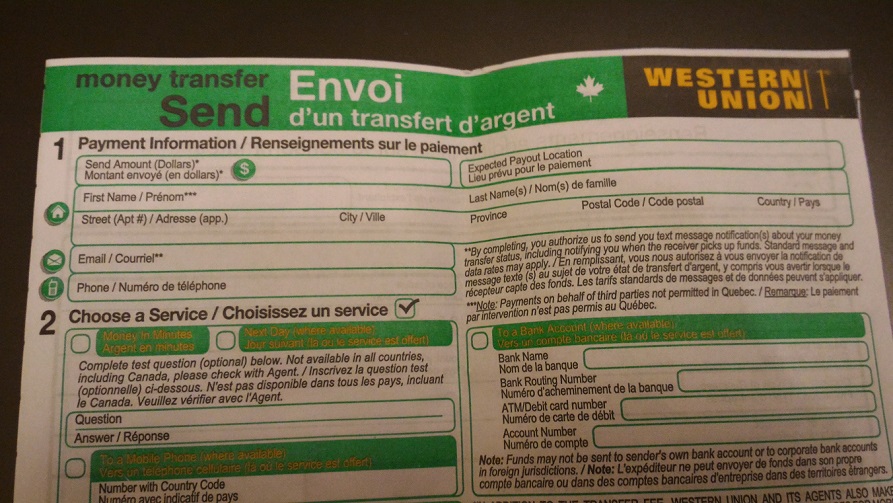 money transfer
Send
Envoi
d'un transfert d'argent
WESTERN
UNION
1 Payment Information / Renseignements sur le paiement
Send Amount (Dollars)*
Montant envoyé (en dollars)*
$
Expected Payout Location
Lieu prévu pour le paiement
First Name / Prénom***
Last Name(s) / Nom(s) de famille
Street (Apt #) / Adresse (app.)
City / Ville
Province
Postal Code / Code postal
Country / Pays
Email / Courriel**
Phone / Numéro de téléphone
**By completing, you authorize us to send you text message notification(s) about your money
transfer status, including notifying you when the receiver picks up funds. Standard message and
data rates may apply. / En remplissant, vous nous autorisez à vous envoyer la notification de
message texte (s) au sujet de votre état de transfert d'argent, y compris vous avertir lorsque le
récepteur capte des fonds. Les tarifs standards de messages et de données peuvent s'appliquer.
***Note: Payments on behalf of third parties not permitted in Quebec. / Remarque: Le paiement
par intervention n'est pas permis au Québec.
2 Choose a Service / Choisissez un service
Money in Minutes
Argent en minutes
Next Day (where available)
Jour suivant (là où le service est offert)
Complete test question (optional) below. Not available in all countries,
including Canada, please check with Agent. / Inscrivez la question test
(optionnelle) ci-dessous. N'est pas disponible dans tous les pays, incluant
le Canada. Veuillez vérifier avec l'Agent.
Question
Answer / Réponse
To a Mobile Phone (where available)
Vers un téléphone cellulaire (là où le service est offert)
Number with Country Code
Numéro avec indicatif de pays
To a Bank Account (where available)
Vers un compte bancaire (là où le service est offert)
Bank Name
Nom de la banque
Bank Routing Number
Numéro d'acheminement de la banque
ATM/Debit card number
Numéro de carte de débit
Account Number
Numéro de compte
Note: Funds may not be sent to sender's own bank account or to corporate bank accounts
in foreign jurisdictions. / Note: L'expéditeur ne peut envoyer de fonds dans son propre
compte bancaire ou dans des comptes bancaires d'entreprise dans des territoires étrangers.
THE TRANSFER FEE, WESTERN UNION AND ITS AGENTS ALSO